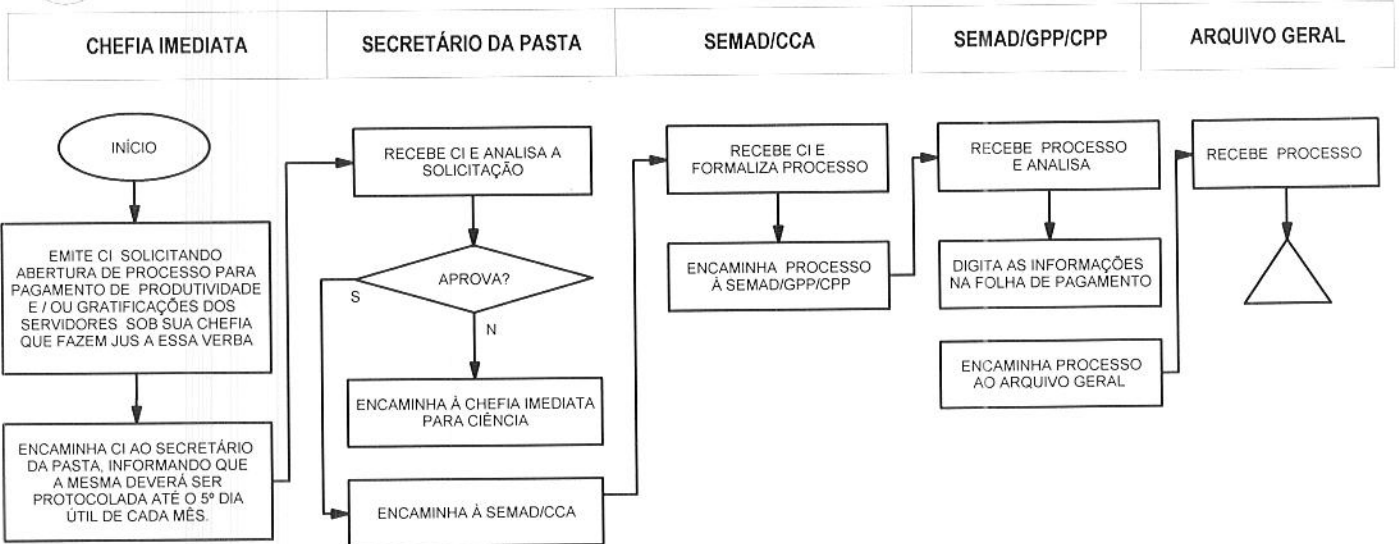 CHEFIA IMEDIATA
SECRETÁRIO DA PASTA
SEMAD/CCA
SEMAD/GPP/CPP
ARQUIVO GERAL
INÍCIO
EMITE CI SOLICITANDO
ABERTURA DE PROCESSO PARA
PAGAMENTO DE PRODUTIVIDADE
E / OU GRATIFICAÇÕES DOS
SERVIDORES SOB SUA CHEFIA
QUE FAZEM JUS A ESSA VERBA
ENCAMINHA CI AO SECRETÁRIO
DA PASTA, INFORMANDO QUE
A MESMA DEVERÁ SER
PROTOCOLADA ATÉ O 5º DIA
ÚTIL DE CADA MÊS.
RECEBE CI E ANALISA A
SOLICITAÇÃO
APROVA?
S
N
ENCAMINHA À CHEFIA IMEDIATA
PARA CIÊNCIA
ENCAMINHA À SEMAD/CCA
RECEBE CI E
FORMALIZA PROCESSO
ENCAMINHA PROCESSO
À SEMAD/GPP/CPP
RECEBE PROCESSO
E ANALISA
DIGITA AS INFORMAÇÕES
NA FOLHA DE PAGAMENTO
ENCAMINHA PROCESSO
AO ARQUIVO GERAL
RECEBE PROCESSO